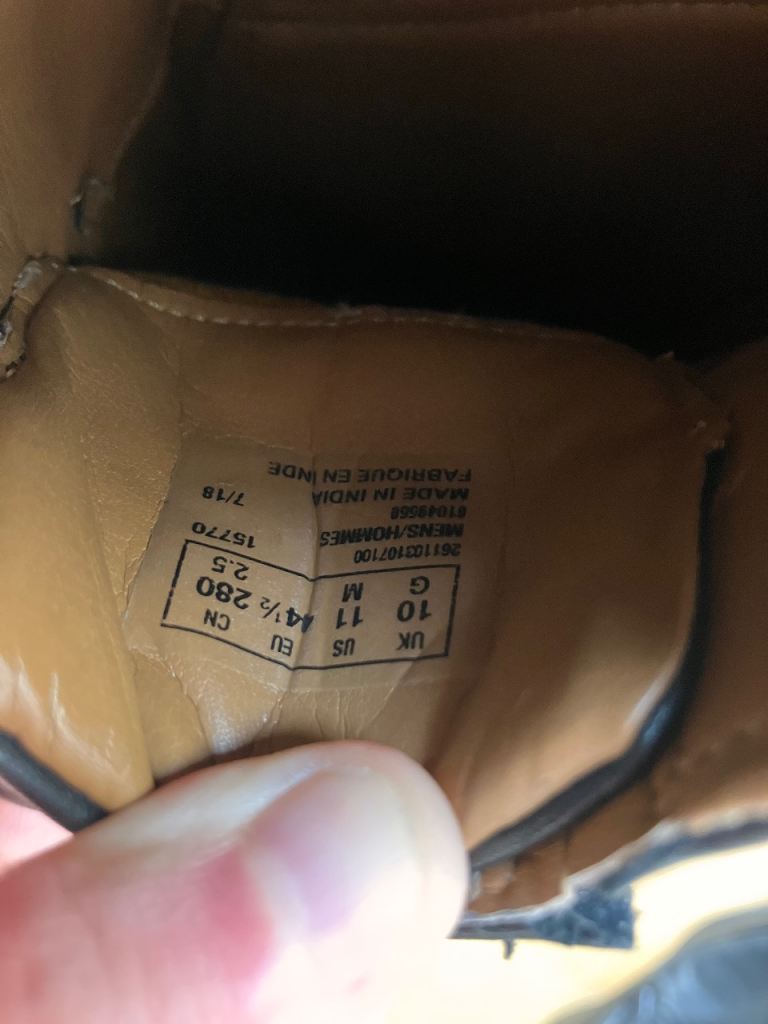 UK US EU CN
10 11 44½ 280
G M 2.5
261103107100
MENS/HOMMES 15770
61049558
MADE IN INDIA 7/18
FABRIQUE EN INDE